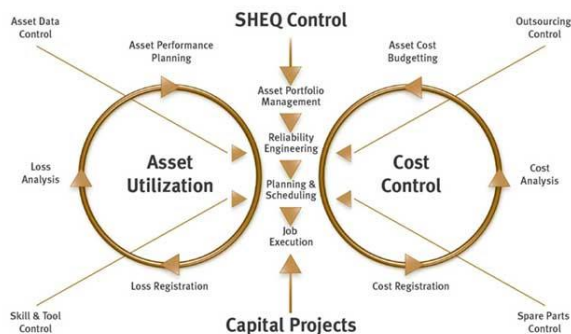 Asset Data
Control
SHEQ Control
Outsourcing
Control
Asset Performance
Planning
Asset Cost
Budgetting
Asset Portfolio
Management
Reliability
Engineering
Loss
Analysis
Asset
Utilization
Planning &
Scheduling
Cost
Control
Cost
Analysis
Job
Execution
Loss Registration
Cost Registration
Skill & Tool
Control
Capital Projects
Spare Parts
Control